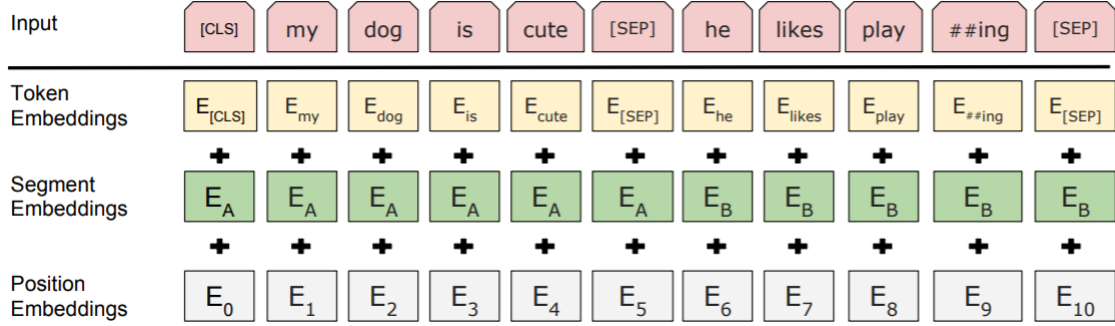 Input [CLS] my dog is cute [SEP] he likes play ##ing [SEP]
Token
Embeddings E[CLS] Emy Edog Eis Ecute E[SEP] Ehe Elikes Eplay E##ing E[SEP]
+ + + + + + + + + + +
Segment
Embeddings EA EA EA EA EA EA EB EB EB EB EB
+ + + + + + + + + + +
Position
Embeddings E0 E1 E2 E3 E4 E5 E6 E7 E8 E9 E10